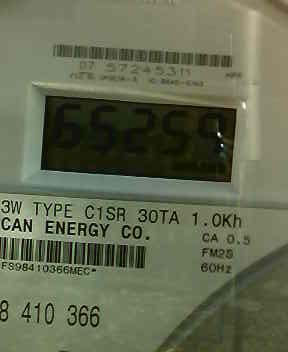 D7 57245311
65259
3W TYPE C1SR 30TA 1.0Kh
CAN ENERGY CO.
CA 0.5
FM2S
FS98410366MEC*
60Hz
8 410 366